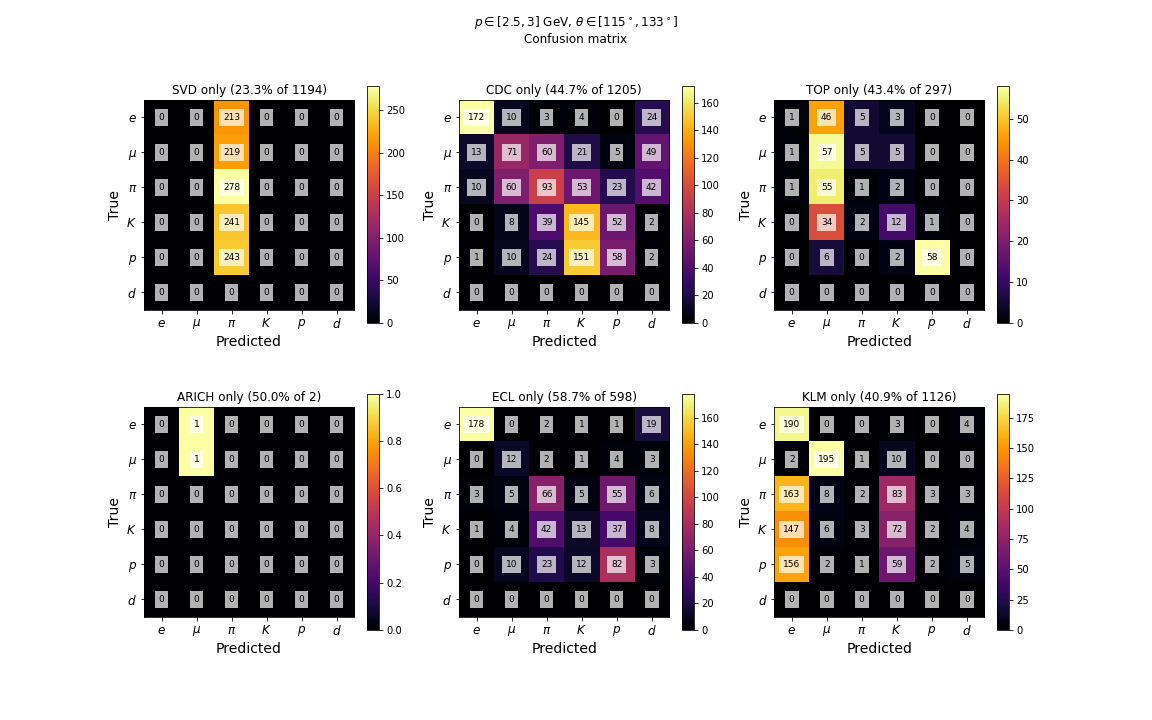 p ∈ [2.5, 3] GeV, θ ∈ [115°, 133°]
Confusion matrix
SVD only (23.3% of 1194)
e 0 0 213 0 0 0
μ 0 0 219 0 0 0
π 0 0 278 0 0 0
K 0 0 241 0 0 0
p 0 0 243 0 0 0
d 0 0 0 0 0 0
e μ π K p d
True
Predicted
250
200
150
100
50
0
CDC only (44.7% of 1205)
e 172 10 3 4 0 24
μ 13 71 60 21 5 49
π 10 60 93 53 23 42
K 0 8 39 145 52 2
p 1 10 24 151 58 2
d 0 0 0 0 0 0
e μ π K p d
True
Predicted
160
140
120
100
80
60
40
20
0
TOP only (43.4% of 297)
e 1 46 5 3 0 0
μ 1 57 5 5 0 0
π 1 55 1 2 0 0
K 0 34 2 12 1 0
p 0 6 0 2 58 0
d 0 0 0 0 0 0
e μ π K p d
True
Predicted
50
40
30
20
10
0
ARICH only (50.0% of 2)
e 0 1 0 0 0 0
μ 0 1 0 0 0 0
π 0 0 0 0 0 0
K 0 0 0 0 0 0
p 0 0 0 0 0 0
d 0 0 0 0 0 0
e μ π K p d
True
Predicted
1.0
0.8
0.6
0.4
0.2
0.0
ECL only (58.7% of 598)
e 178 0 2 1 1 19
μ 0 12 2 1 4 3
π 3 5 66 5 55 6
K 1 4 42 13 37 8
p 0 10 23 12 82 3
d 0 0 0 0 0 0
e μ π K p d
True
Predicted
160
140
120
100
80
60
40
20
0
KLM only (40.9% of 1126)
e 190 0 0 3 0 4
μ 2 195 1 10 0 0
π 163 8 2 83 3 3
K 147 6 3 72 2 4
p 156 2 1 59 2 5
d 0 0 0 0 0 0
e μ π K p d
True
Predicted
175
150
125
100
75
50
25
0